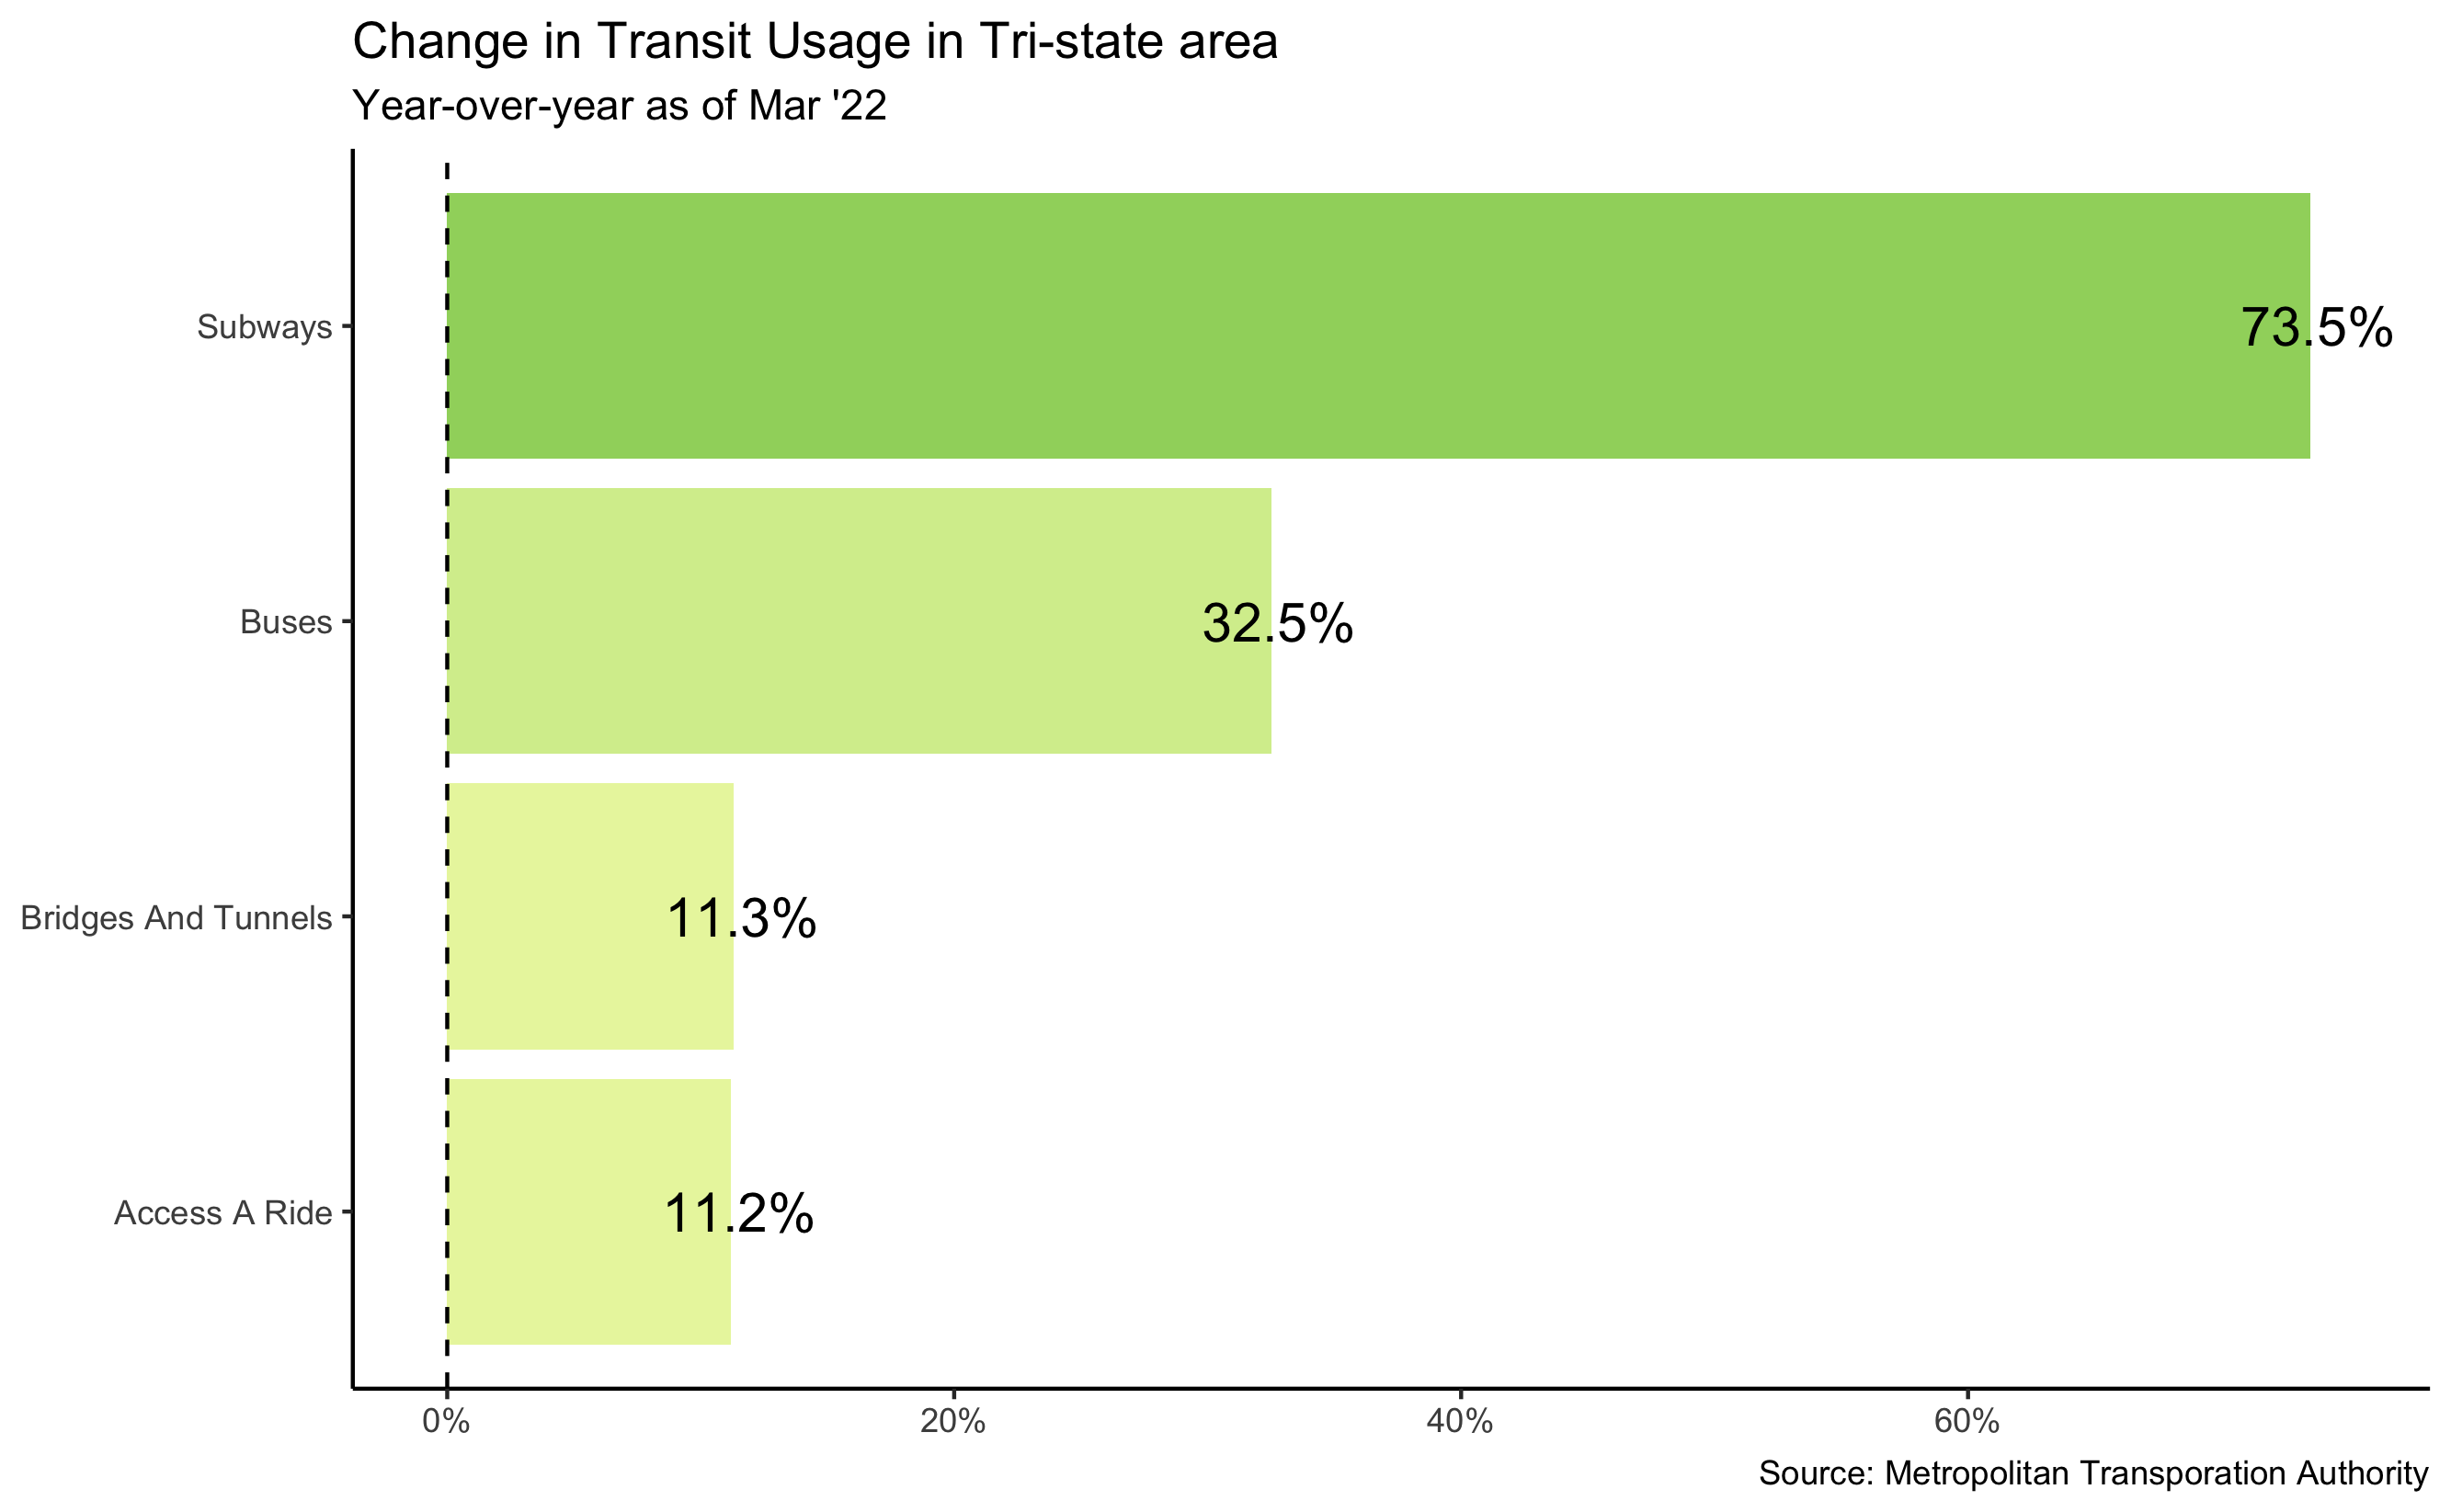 Change in Transit Usage in Tri-state area
Year-over-year as of Mar '22
Subways
73.5%
Buses
32.5%
Bridges And Tunnels
11.3%
Access A Ride
11.2%
0% 20% 40% 60%
Source: Metropolitan Transporation Authority